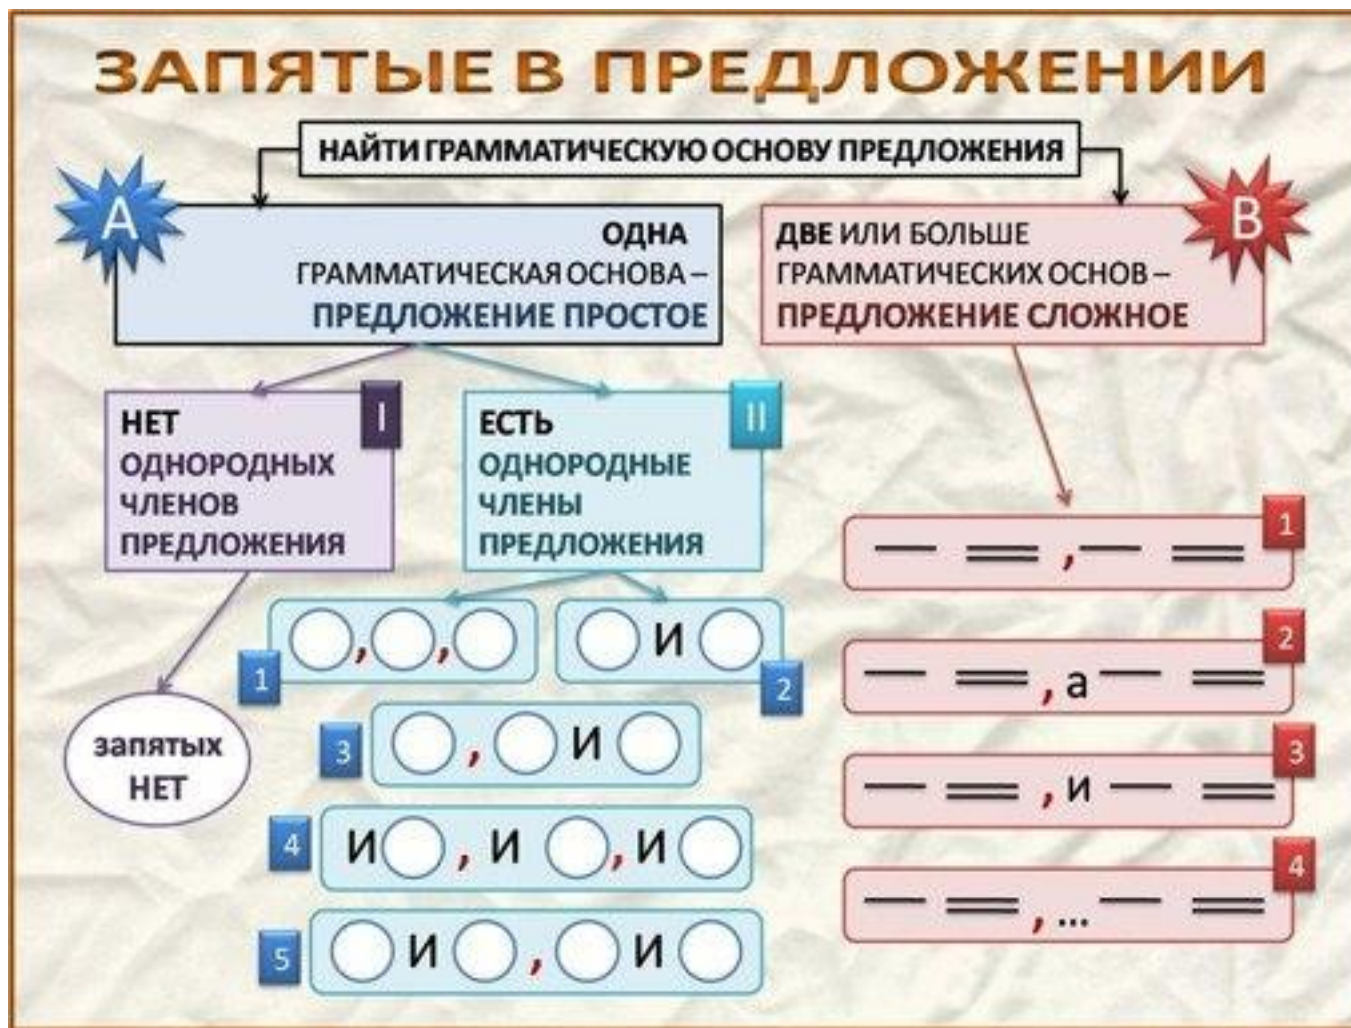 ЗАПЯТЫЕ В ПРЕДЛОЖЕНИИ
НАЙТИ ГРАММАТИЧЕСКУЮ ОСНОВУ ПРЕДЛОЖЕНИЯ
А
ОДНА
ГРАММАТИЧЕСКАЯ ОСНОВА –
ПРЕДЛОЖЕНИЕ ПРОСТОЕ
В
ДВЕ ИЛИ БОЛЬШЕ
ГРАММАТИЧЕСКИХ ОСНОВ –
ПРЕДЛОЖЕНИЕ СЛОЖНОЕ
I
НЕТ
ОДНОРОДНЫХ
ЧЛЕНОВ
ПРЕДЛОЖЕНИЯ
II
ЕСТЬ
ОДНОРОДНЫЕ
ЧЛЕНЫ
ПРЕДЛОЖЕНИЯ
запятых
НЕТ
1
, ,
2
И
3
, И
4
И , И , И
5
И , И
1
,
2
, а
3
, и
4
, ...